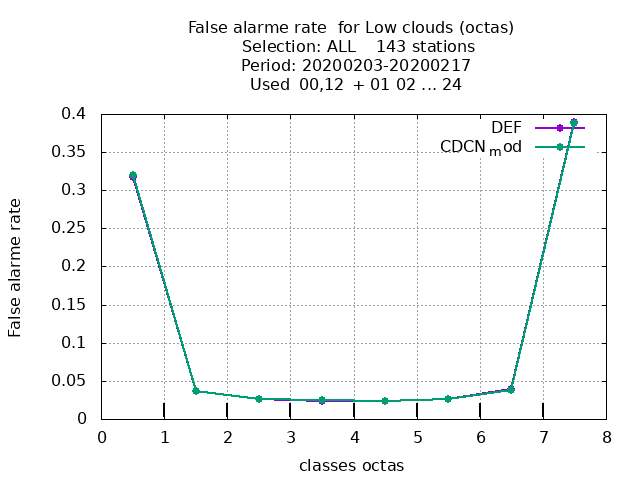 False alarme rate  for Low clouds (octas)
Selection: ALL    143 stations
Period: 20200203-20200217
Used  00,12  + 01 02 ... 24
0.4
0.35
0.3
0.25
0.2
0.15
0.1
0.05
0
False alarme rate
DEF
CDCNmod
0 1 2 3 4 5 6 7 8
classes octas